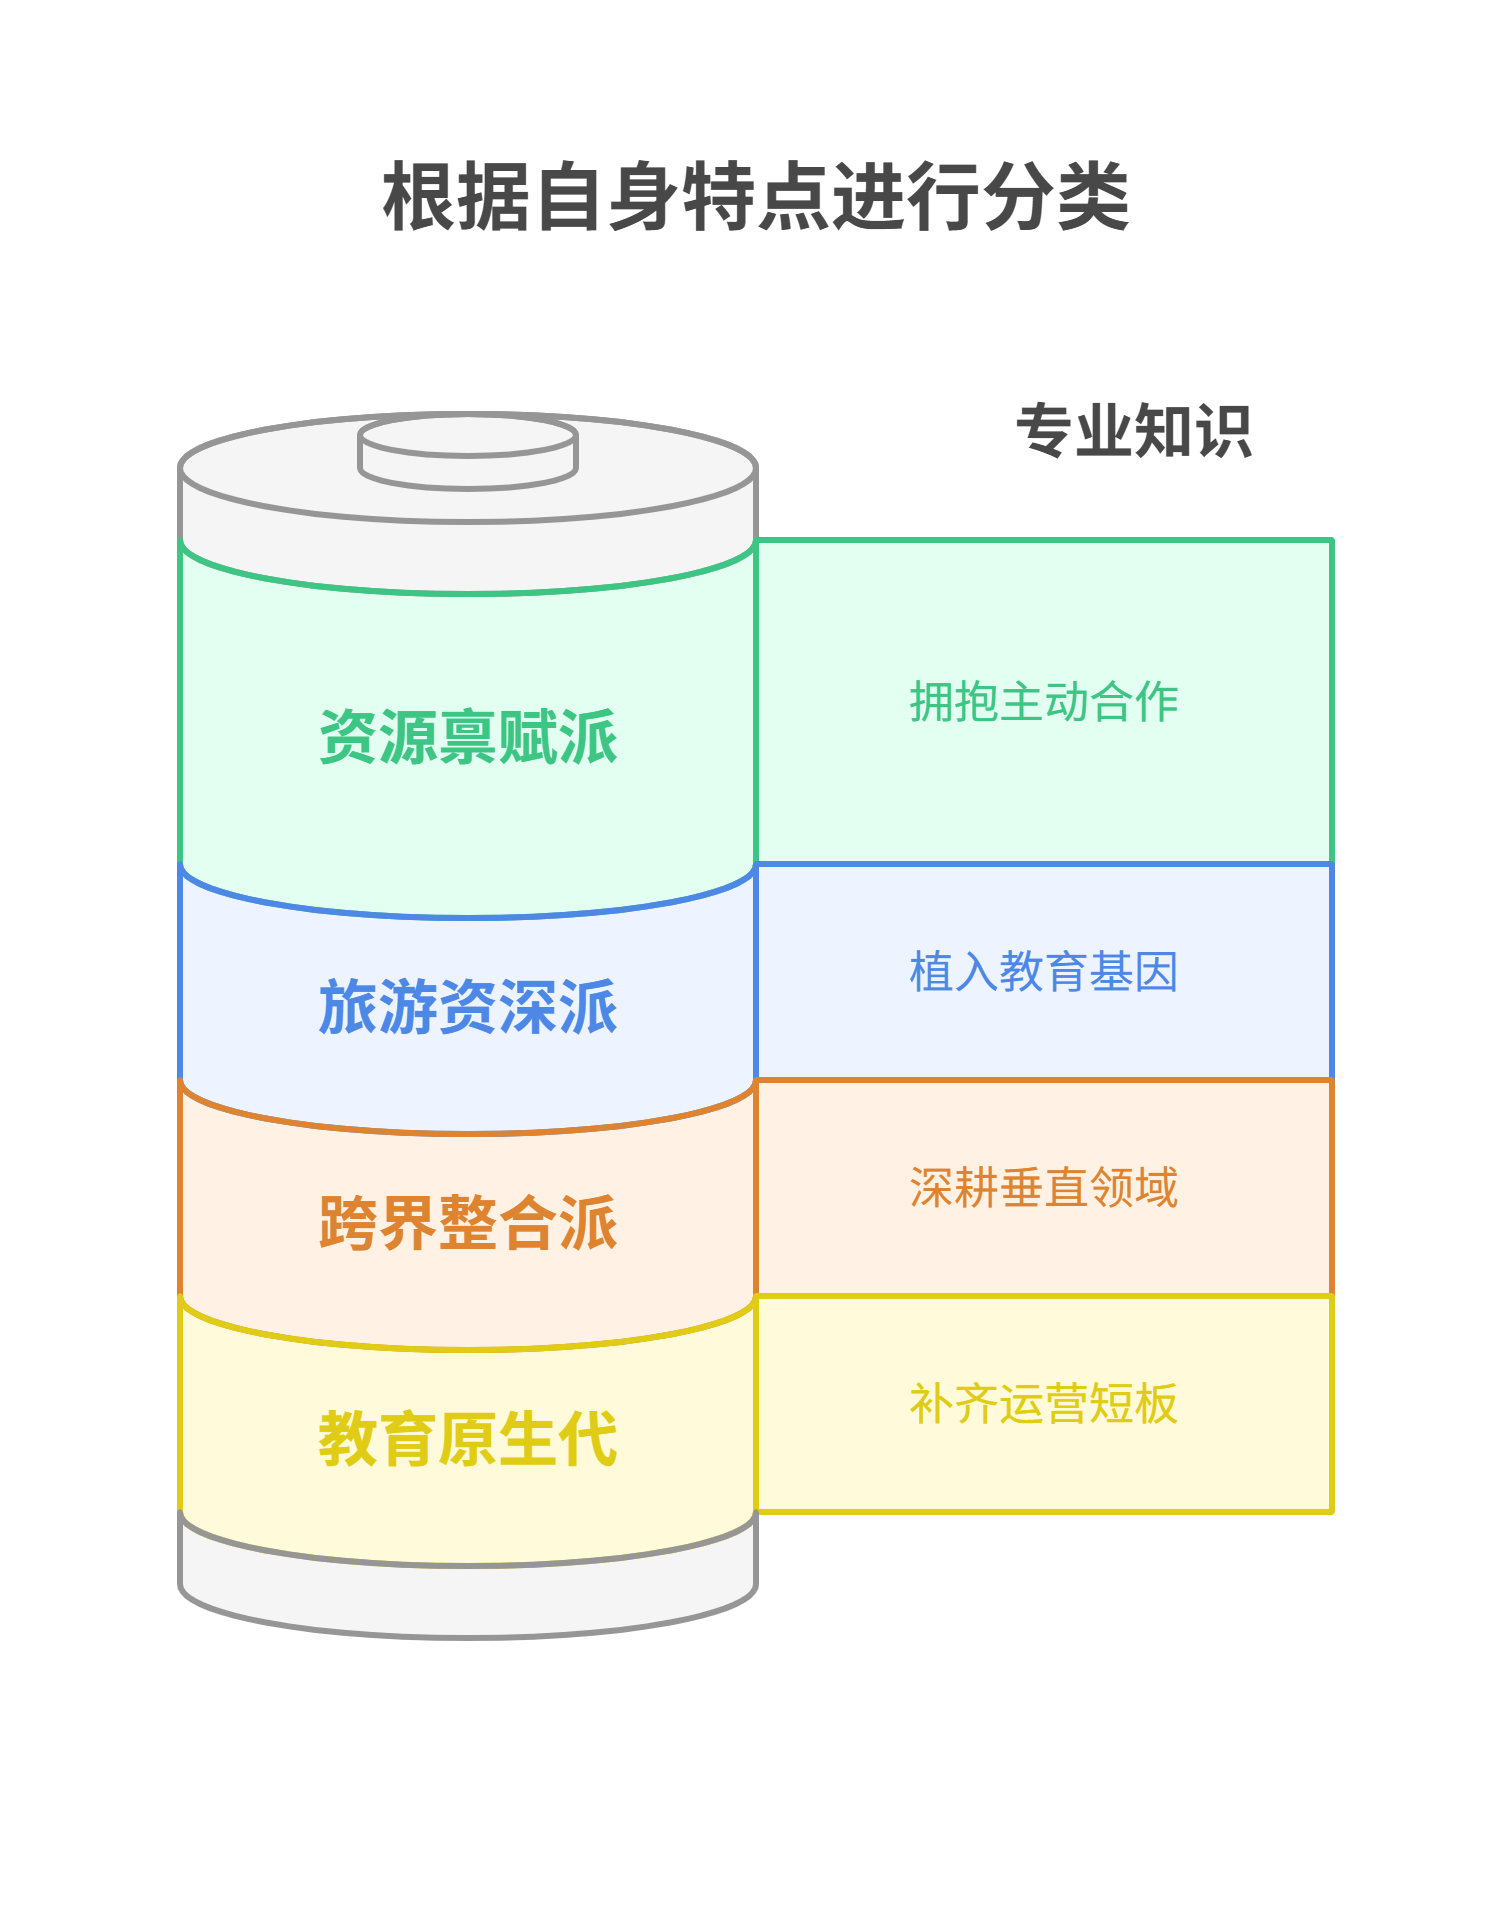 根据自身特点进行分类
专业知识
资源禀赋派
拥抱主动合作
旅游资深派
植入教育基因
跨界整合派
深耕垂直领域
教育原生代
补齐运营短板